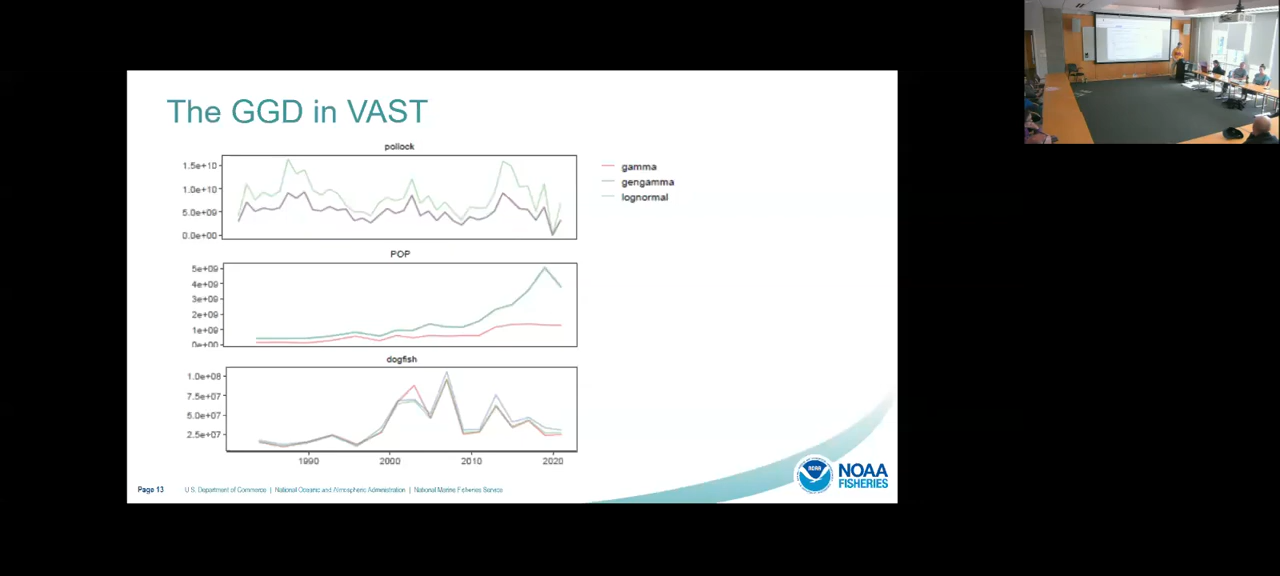 The GGD in VAST
pollock
1.5e+10
1.0e+10
5.0e+09
0.0e+00
gamma
gengamma
lognormal
POP
5e+09
4e+09
3e+09
2e+09
1e+09
0e+00
dogfish
1.0e+08
7.5e+07
5.0e+07
2.5e+07
1990 2000 2010 2020
NOAA
NOAA
FISHERIES
Page 13 U.S. Department of Commerce | National Oceanic and Atmospheric Administration | National Marine Fisheries Service